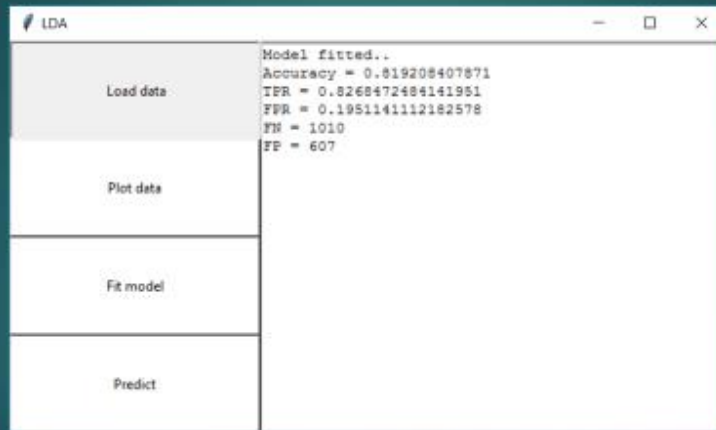 LDA
Load data
Plot data
Fit model
Predict
Model fitted..
Accuracy = 0.819208407871
TPR = 0.8268472484141951
FPR = 0.1951141112182578
FN = 1010
FP = 607